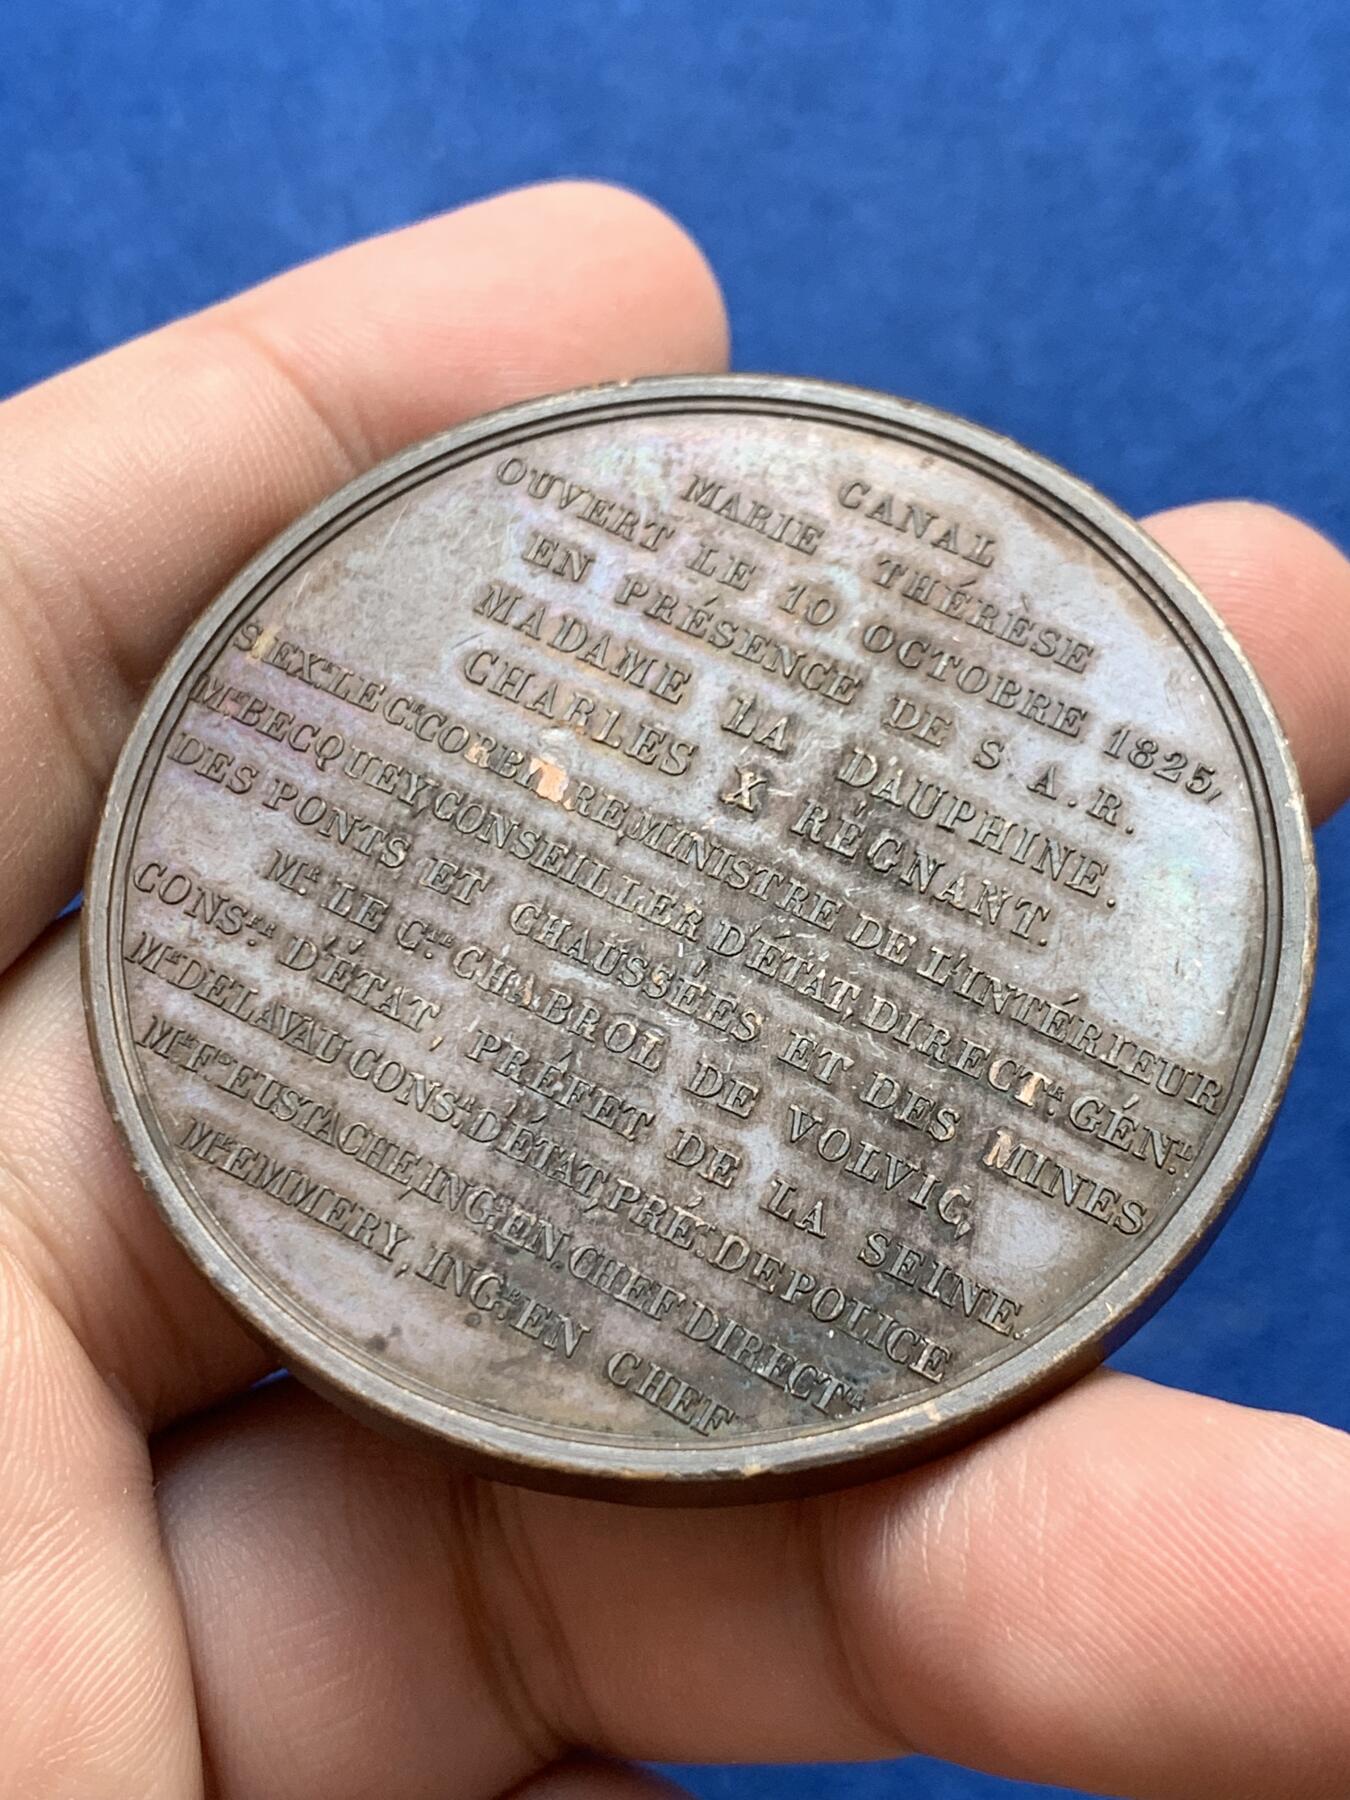 CANAL
MARIE THÉRÈSE
OUVERT LE 10 OCTOBRE 1825,
EN PRÉSENCE DE S.A.R.
MADAME LA DAUPHINE.
CHARLES X RÉGNANT.
S.EX.CE LE C.TE CORBIÈRE MINISTRE DE L'INTÉRIEUR
M.R BECQUEY CONSEILLER D'ÉTAT, DIRECT.R GÉN.L
DES PONTS ET CHAUSSÉES ET DES MINES
M.R LE C.TE CHABROL DE VOLVIC,
CONS.ER D'ÉTAT, PRÉFET DE LA SEINE.
M.R DELAVAU CONS.R D'ÉTAT, PRÉ.T DE POLICE
M.R F.D EUSTACHE, ING.R EN CHEF DIRECT.R
M.R EMMERY, ING.R EN CHEF